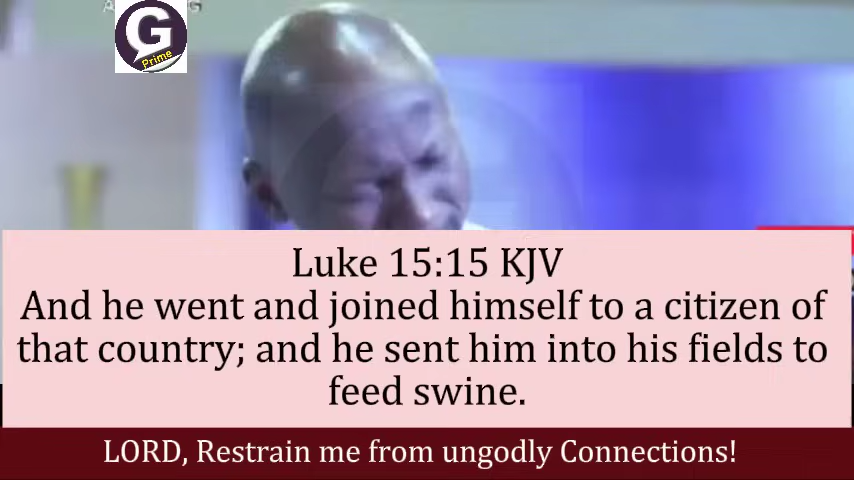 G
Prime
Luke 15:15 KJV
And he went and joined himself to a citizen of
that country; and he sent him into his fields to
feed swine.
LORD, Restrain me from ungodly Connections!